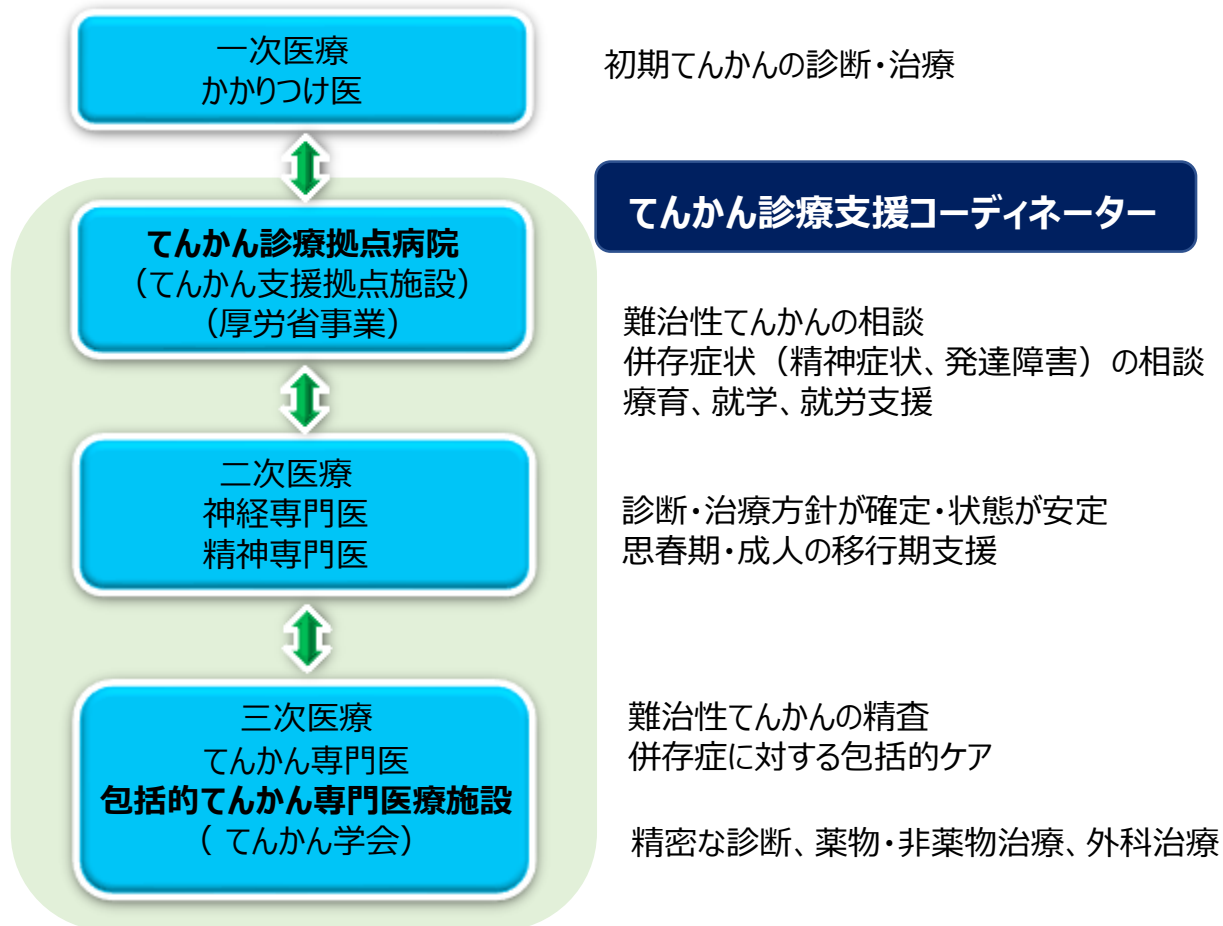 一次医療
かかりつけ医
初期てんかんの診断・治療
てんかん診療支援コーディネーター
てんかん診療拠点病院
（てんかん支援拠点施設）
（厚労省事業）
難治性てんかんの相談
併存症状（精神症状、発達障害）の相談
療育、就学、就労支援
二次医療
神経専門医
精神専門医
診断・治療方針が確定・状態が安定
思春期・成人の移行期支援
三次医療
てんかん専門医
包括的てんかん専門医療施設
（ てんかん学会）
難治性てんかんの精査
併存症に対する包括的ケア
精密な診断、薬物・非薬物治療、外科治療